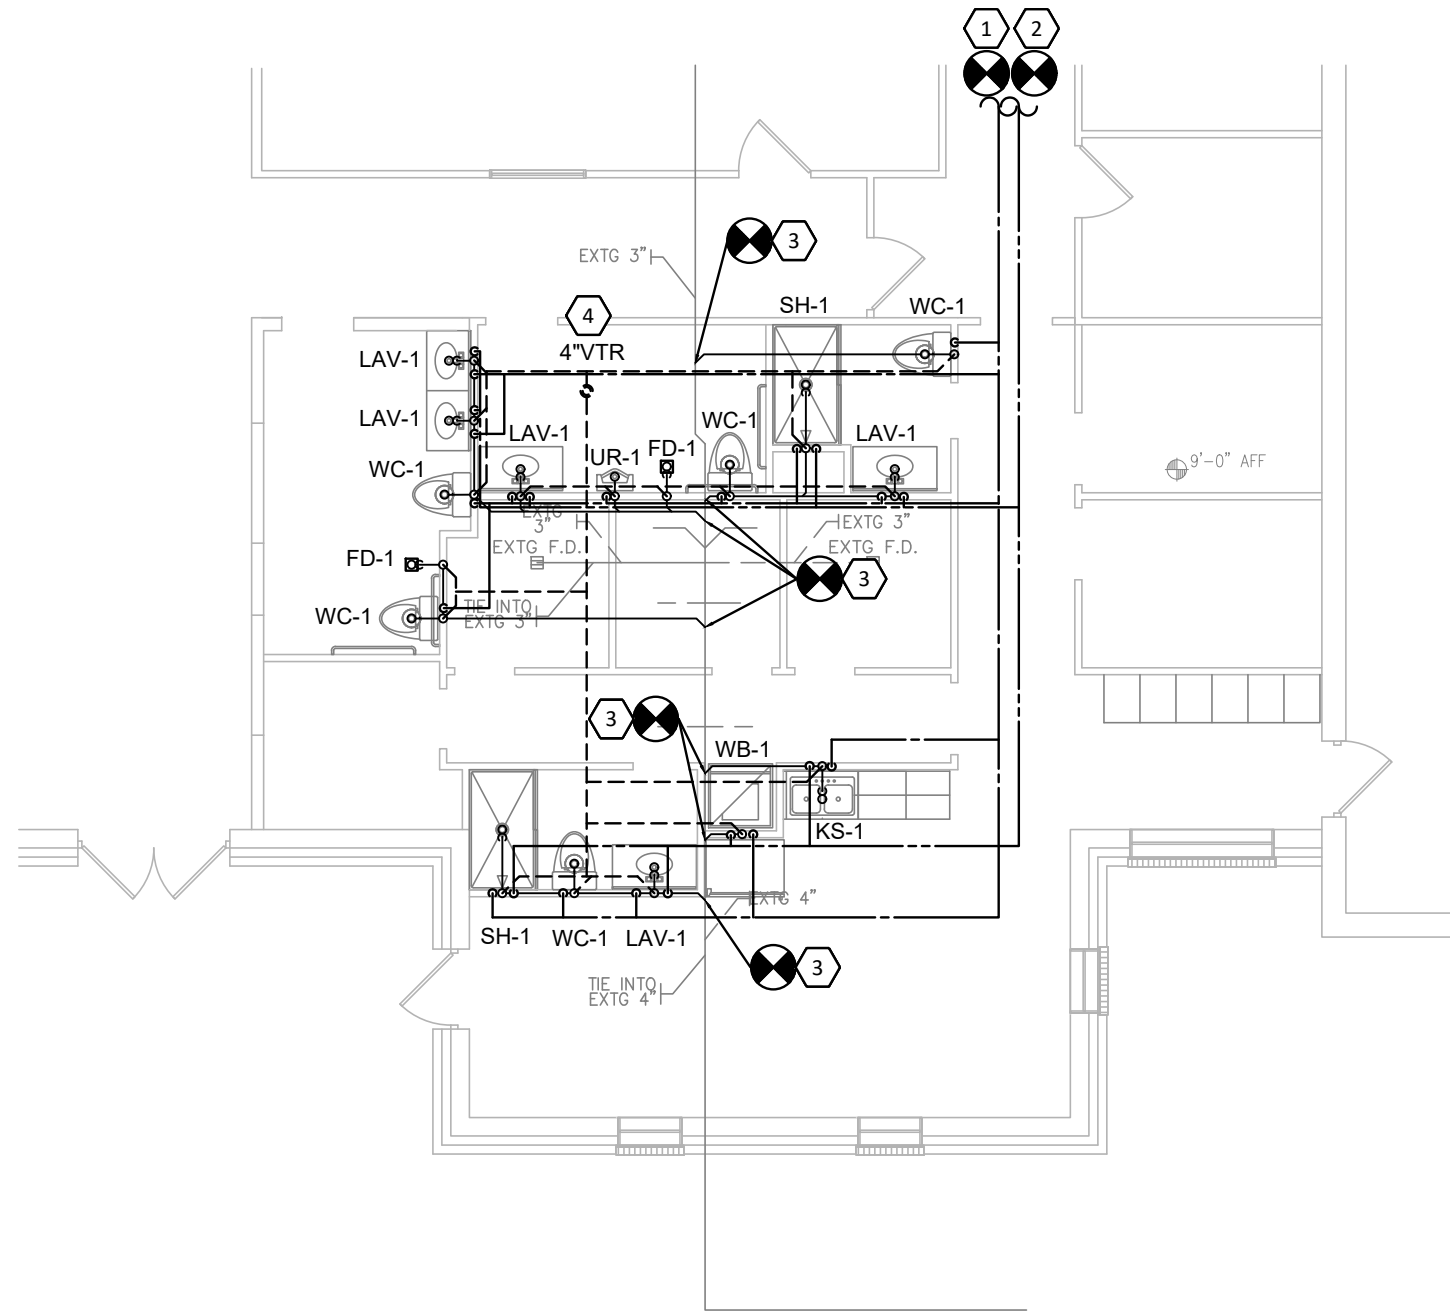 1
2
3
EXTG 3"
4
SH-1
WC-1
4"VTR
LAV-1
LAV-1
WC-1
LAV-1
LAV-1
FD-1
UR-1
WC-1
9'-0" AFF
EXTG
3"
EXTG 3"
EXTG F.D.
EXTG F.D.
FD-1
3
TIE INTO
EXTG 3"
WC-1
3
WB-1
KS-1
EXTG 4"
SH-1
WC-1
LAV-1
3
TIE INTO
EXTG 4"